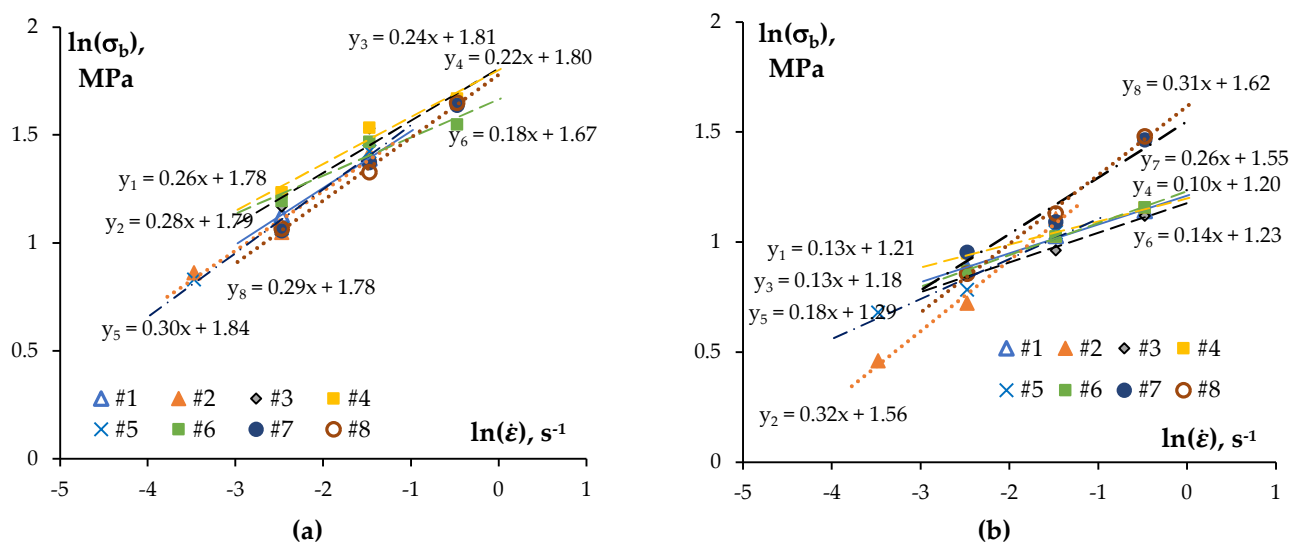 ln(σb),
MPa
2
1.5
1
0.5
0
y3 = 0.24x + 1.81
y4 = 0.22x + 1.80
y6 = 0.18x + 1.67
y1 = 0.26x + 1.78
y2 = 0.28x + 1.79
y8 = 0.29x + 1.78
y5 = 0.30x + 1.84
#1 #2 #3 #4
#5 #6 #7 #8
ln(ε̇), s-1
-5 -4 -3 -2 -1 0 1
(a)
ln(σb),
MPa
2
1.5
1
0.5
0
y8 = 0.31x + 1.62
y7 = 0.26x + 1.55
y4 = 0.10x + 1.20
y6 = 0.14x + 1.23
y1 = 0.13x + 1.21
y3 = 0.13x + 1.18
y5 = 0.18x + 1.29
y2 = 0.32x + 1.56
#1 #2 #3 #4
#5 #6 #7 #8
ln(ε̇), s-1
-5 -4 -3 -2 -1 0 1
(b)